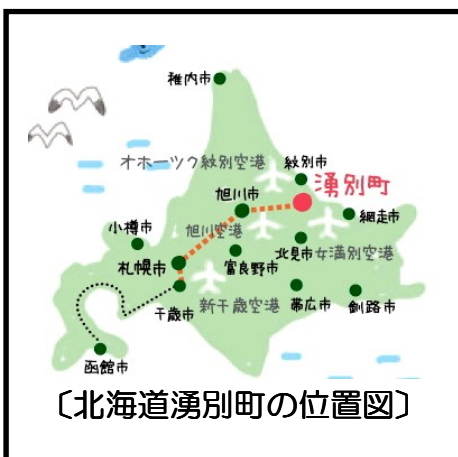 稚内市
オホーツク紋別空港
紋別市
湧別町
旭川市
網走市
小樽市
旭川空港
札幌市
富良野市
北見市
女満別空港
千歳市
新千歳空港
帯広市
釧路市
函館市
〔北海道湧別町の位置図〕